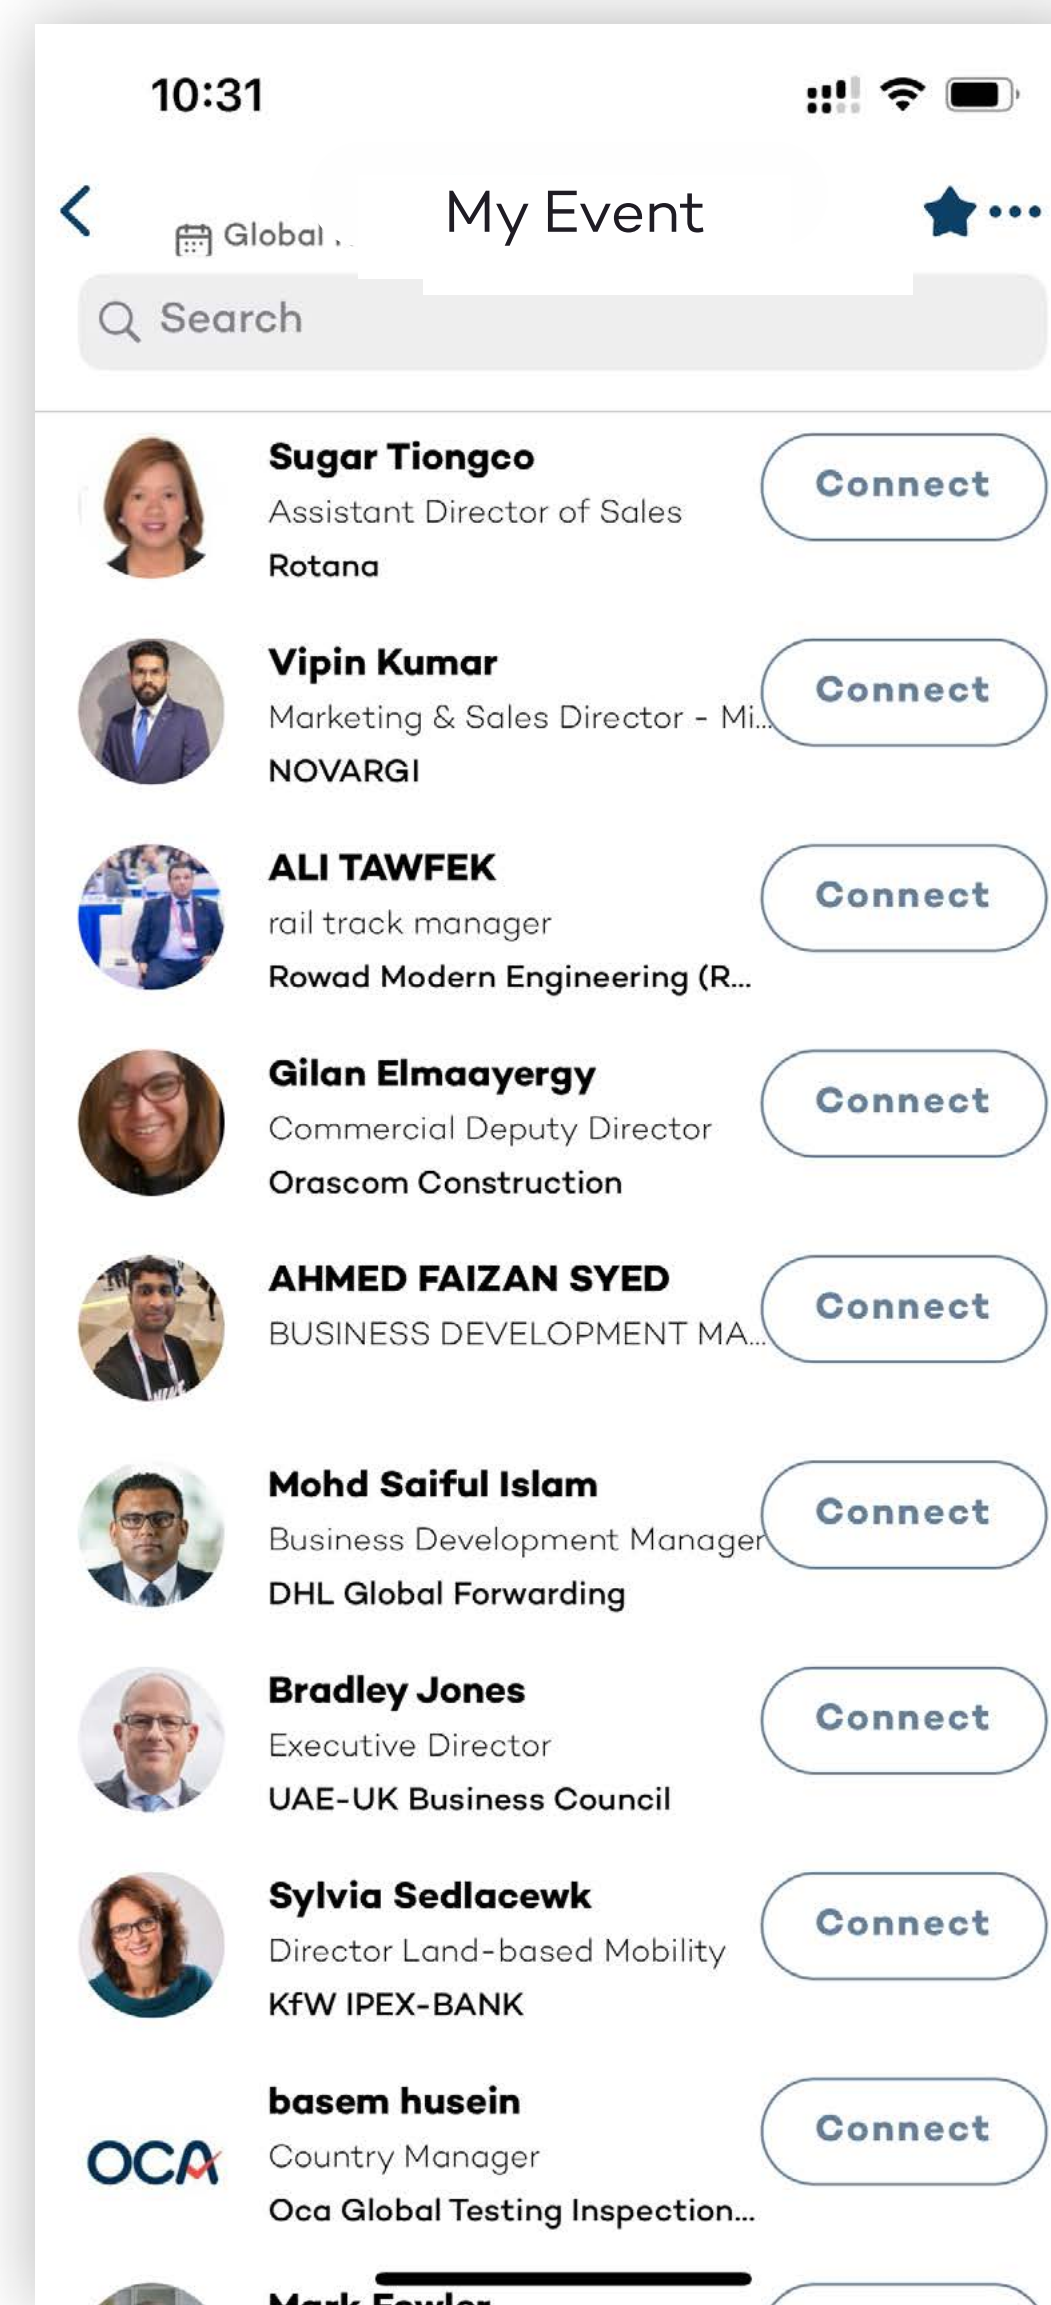 10:31
My Event
Global
Search
Sugar Tiongco
Assistant Director of Sales
Rotana
Connect
Vipin Kumar
Marketing & Sales Director - Mi...
NOVARGI
Connect
ALI TAWFEK
rail track manager
Rowad Modern Engineering (R...
Connect
Gilan Elmaayergy
Commercial Deputy Director
Orascom Construction
Connect
AHMED FAIZAN SYED
BUSINESS DEVELOPMENT MA...
Connect
Mohd Saiful Islam
Business Development Manager
DHL Global Forwarding
Connect
Bradley Jones
Executive Director
UAE-UK Business Council
Connect
Sylvia Sedlacewk
Director Land-based Mobility
KfW IPEX-BANK
Connect
OCA
basem husein
Country Manager
Oca Global Testing Inspection...
Connect
Mark Fowler